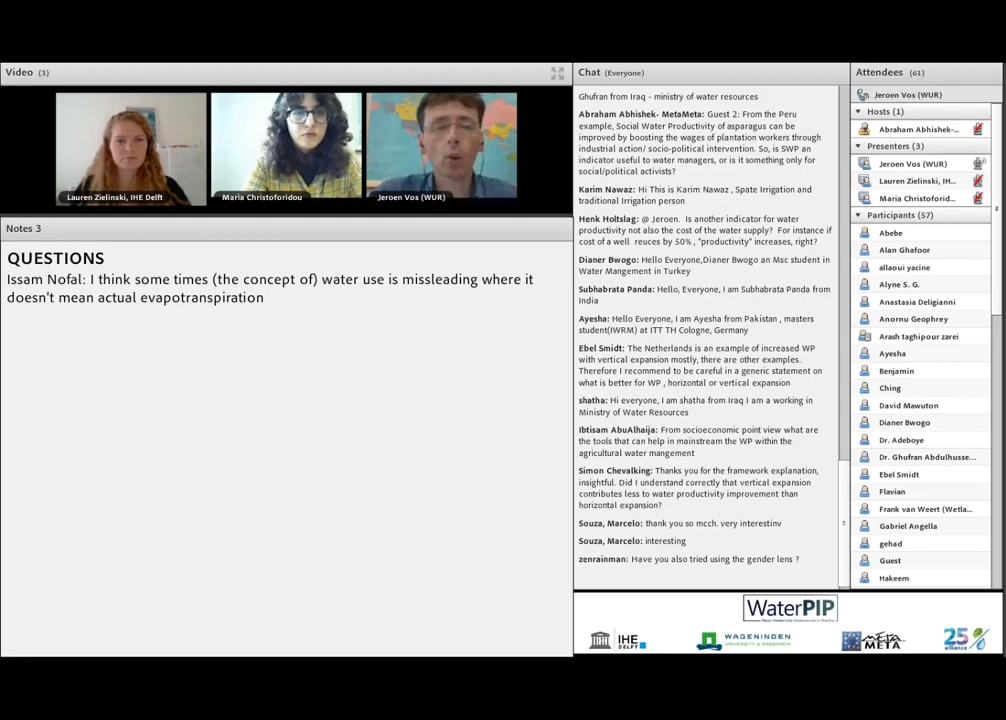 Video (3)
Lauren Zielinski, IHE Delft
Maria Christoforidou
Jeroen Vos (WUR)
Notes 3
QUESTIONS
Issam Nofal: I think some times (the concept of) water use is missleading where it
doesn't mean actual evapotranspiration
Chat (Everyone)
Ghufran from Iraq - ministry of water resources
Abraham Abhishek- MetaMeta: Guest 2: From the Peru
example, Social Water Productivity of asparagus can be
improved by boosting the wages of plantation workers through
industrial action/ socio-political intervention. So, is SWP an
indicator useful to water managers, or is it something only for
social/political activists?
Karim Nawaz: Hi This is Karim Nawaz , Spate Irrigation and
traditional Irrigation channel
Henk Holtslag: @ Jeroen. Is another indicator for water
productivity not also the cost of the water supply? For instance if
cost of a well reuces by 50% , "productivity" increases, right?
Dianer Bwogo: Hello Everyone,Dianer Bwogo an Msc student in
Water Mangement in Turkey
Subhabrata Panda: Hello, Everyone, I am Subhabrata Panda from
India
Ayesha: Hello Everyone, I am Ayesha from Pakistan , masters
student(IWRM) at ITT TH Cologne, Germany
Ebel Smidt: The Netherlands is an example of increased WP
with vertical expansion mostly, there are other examples.
Therefore I recommend to be careful in a generic statement on
what is better for WP , horizontal or vertical expansion
shatha: Hi everyone, I am shatha from Iraq I am a working in
Ministry of Water Resources
Ibtisam AbuAlhaija: From socioeconomic point view what are
the tools that can help in mainstream the WP within the
agricultural water mangement
Simon Chevalking: Thanks you for the framework explanation,
insightful. Did I understand correctly that vertical expansion
contributes less to water productivity improvement than
horizontal expansion?
Souza, Marcelo: thank you so mcch. very interestinv
Souza, Marcelo: interesting
zenrainman: Have you also tried using the gender lens ?
Attendees (61)
Jeroen Vos (WUR)
Hosts (1)
Abraham Abhishek-...
Presenters (3)
Jeroen Vos (WUR)
Lauren Zielinski, IH...
Maria Christoforid...
Participants (57)
Abebe
Alan Ghafoor
allaoui yacine
Alyne S. G.
Anastasia Deligianni
Anornu Geophrey
Arash taghipour zarei
Ayesha
Benjamin
Ching
David Mawuton
Dianer Bwogo
Dr. Adeboye
Dr. Ghufran Abdulhusse...
Ebel Smidt
Flavian
Frank van Weert (Wetla...
Gabriel Angella
gehad
Guest
Hakeem
WaterPIP
Water Productivity Improvement in Practice
IHE
DELFT
WAGENINGEN
UNIVERSITY & RESEARCH
META
META
25
alliance